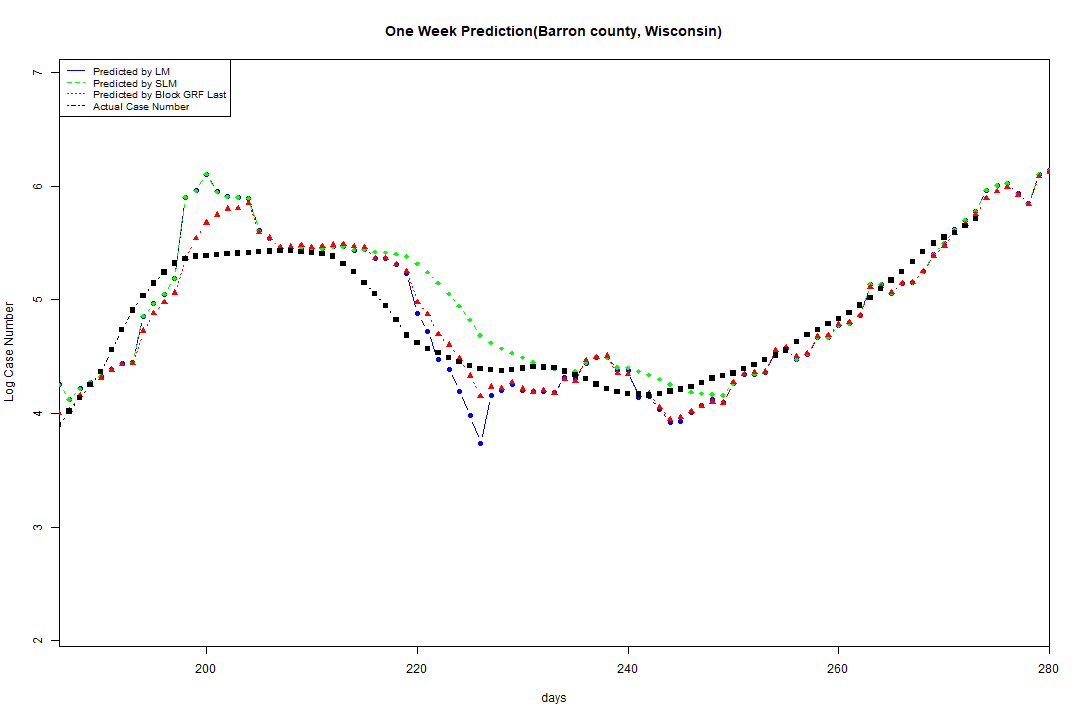 One Week Prediction(Barron county, Wisconsin)
Predicted by LM
Predicted by SLM
Predicted by Block GRF Last
Actual Case Number
7
6
5
4
3
2
Log Case Number
200
220
240
260
280
days